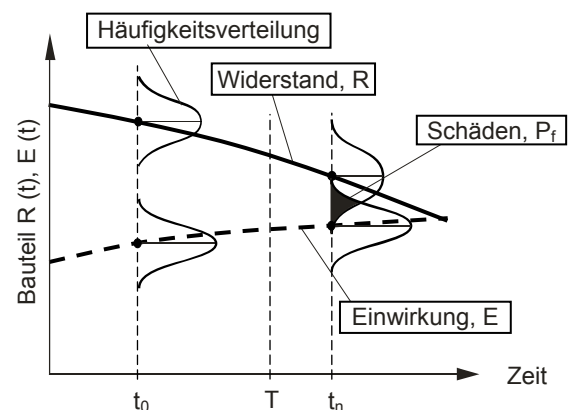 Häufigkeitsverteilung
Widerstand, R
Schäden, Pf
Bauteil R (t), E (t)
Einwirkung, E
Zeit
t0
T
tn